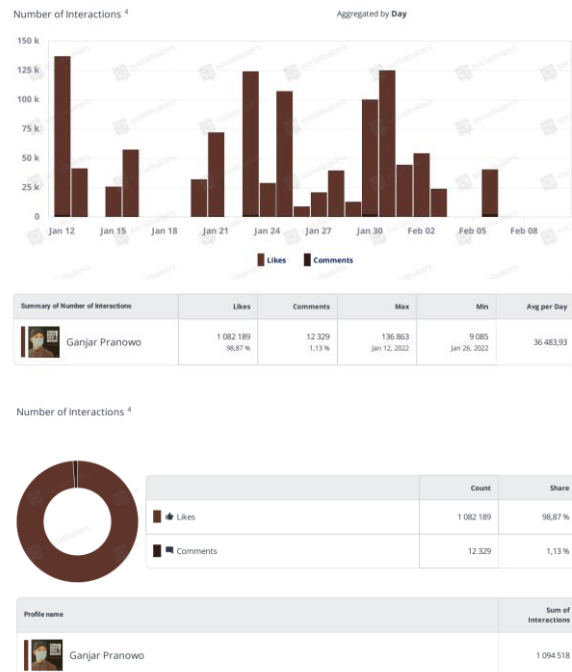 Number of Interactions 4
Aggregated by Day
150 k
125 k
100 k
75 k
50 k
25 k
0
Jan 12 Jan 15 Jan 18 Jan 21 Jan 24 Jan 27 Jan 30 Feb 02 Feb 05 Feb 08
Likes Comments
Summary of Number of Interactions Likes Comments Max Min Avg per Day
Ganjar Pranowo 1 082 189 12 329 136 863 9 085 36 483,93
98,87 % 1,13 % Jan 12, 2022 Jan 26, 2022
Number of Interactions 4
Count Share
Likes 1 082 189 98,87 %
Comments 12 329 1,13 %
Profile name Sum of
Interactions
Ganjar Pranowo 1 094 518